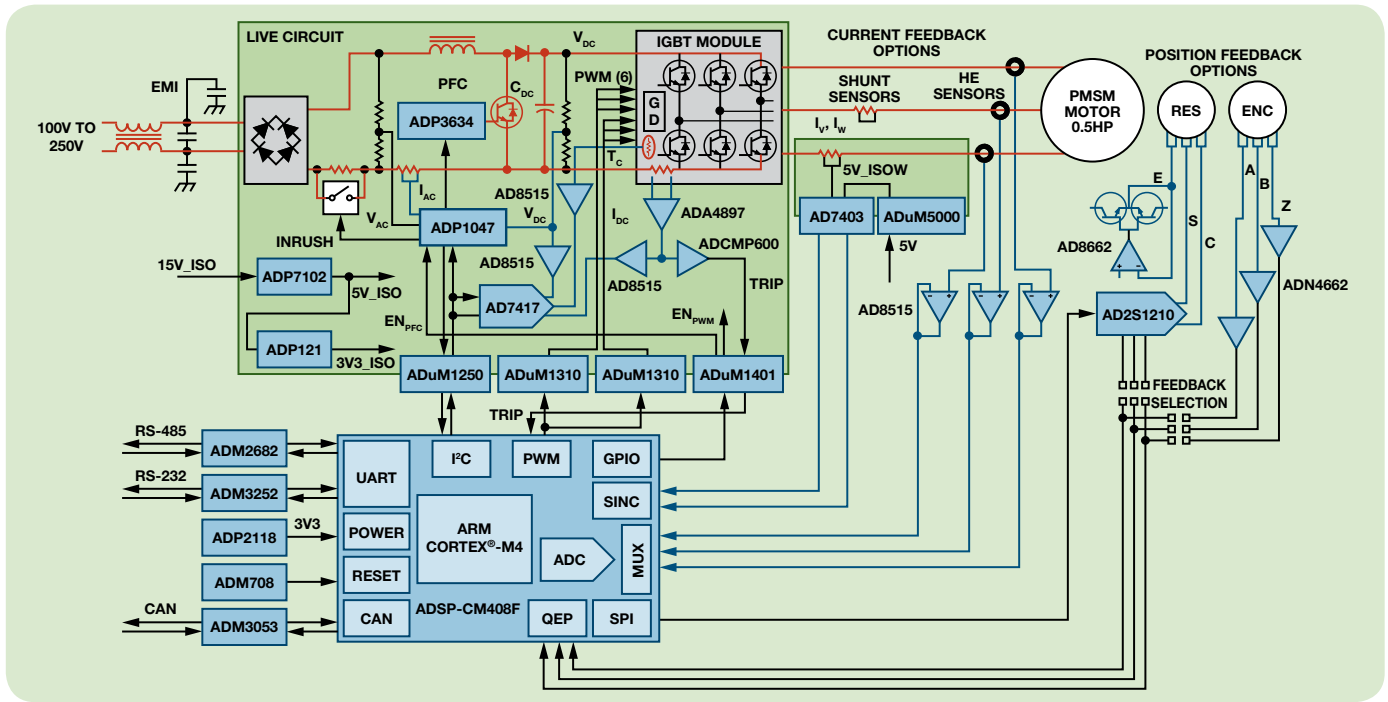 LIVE CIRCUIT
EMI
100V TO
250V
PFC
ADP3634
C_DC
V_DC
PWM (6)
IGBT MODULE
G
D
T_C
CURRENT FEEDBACK
OPTIONS
SHUNT
SENSORS
HE
SENSORS
I_V, I_W
PMSM
MOTOR
0.5HP
POSITION FEEDBACK
OPTIONS
RES
ENC
I_AC
V_AC
INRUSH
ADP1047
AD8515
V_DC
AD8515
I_DC
ADA4897
AD8515
ADCMP600
TRIP
5V_ISOW
AD7403
ADuM5000
5V
AD8515
+
-
E
S
C
A
B
Z
AD8662
+
-
ADN4662
AD2S1210
15V_ISO
ADP7102
5V_ISO
ADP121
3V3_ISO
AD7417
EN_PFC
EN_PWM
ADuM1250
ADuM1310
ADuM1310
ADuM1401
-
+
-
+
-
+
FEEDBACK
SELECTION
TRIP
RS-485
ADM2682
RS-232
ADM3252
ADP2118
3V3
ADM708
CAN
ADM3053
UART
POWER
RESET
CAN
I²C
PWM
GPIO
SINC
ARM
CORTEX®-M4
ADC
MUX
ADSP-CM408F
QEP
SPI